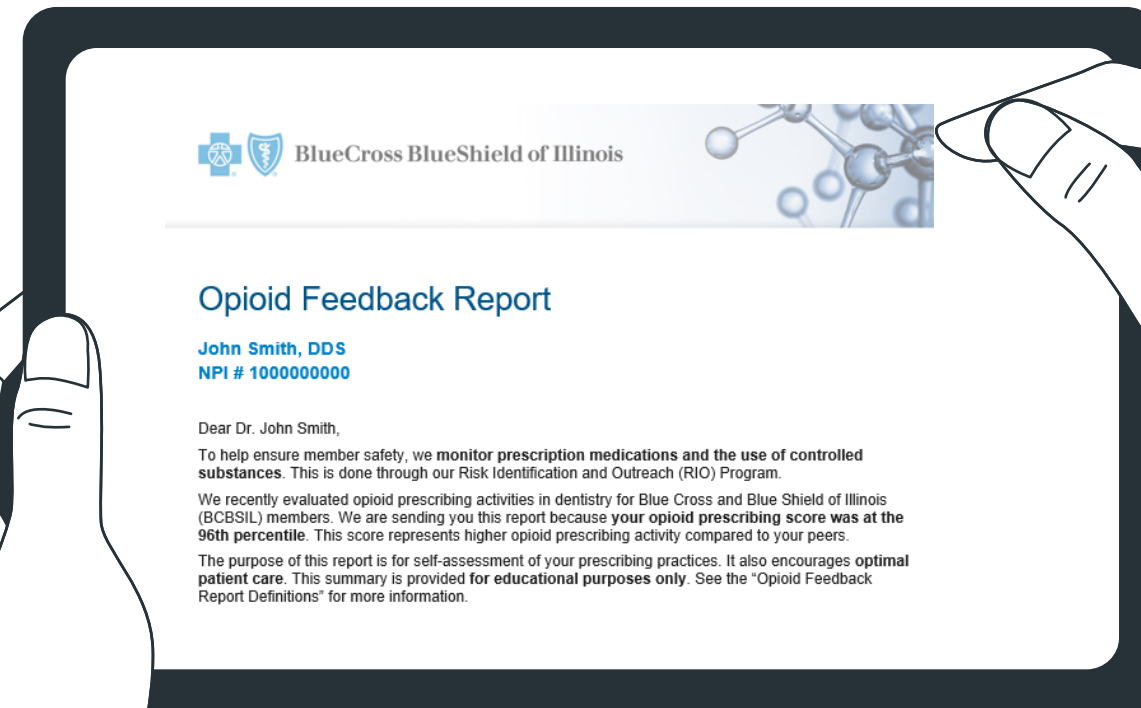 BlueCross BlueShield of Illinois
Opioid Feedback Report
John Smith, DDS
NPI # 1000000000
Dear Dr. John Smith,
To help ensure member safety, we monitor prescription medications and the use of controlled
substances. This is done through our Risk Identification and Outreach (RIO) Program.
We recently evaluated opioid prescribing activities in dentistry for Blue Cross and Blue Shield of Illinois
(BCBSIL) members. We are sending you this report because your opioid prescribing score was at the
96th percentile. This score represents higher opioid prescribing activity compared to your peers.
The purpose of this report is for self-assessment of your prescribing practices. It also encourages optimal
patient care. This summary is provided for educational purposes only. See the “Opioid Feedback
Report Definitions” for more information.